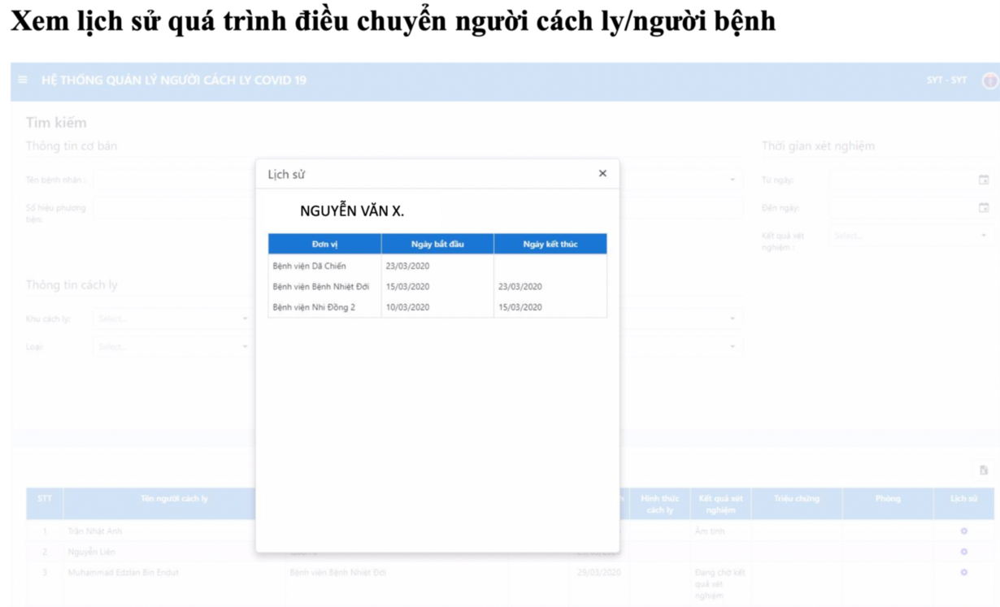 Xem lịch sử quá trình điều chuyển người cách ly/người bệnh
HỆ THỐNG QUẢN LÝ NGƯỜI CÁCH LY COVID 19
SYT - SYT
Tìm kiếm
Thông tin cơ bản
Thời gian xét nghiệm
Tên bệnh nhân :
Từ ngày:
Số hiệu phương tiện:
Đến ngày:
Kết quả xét nghiệm :
Select...
Lịch sử
NGUYỄN VĂN X.
Đơn vị Ngày bắt đầu Ngày kết thúc
Bệnh viện Dã Chiến 23/03/2020
Bệnh viện Bệnh Nhiệt Đới 15/03/2020 23/03/2020
Bệnh viện Nhi Đồng 2 10/03/2020 15/03/2020
Thông tin cách ly
Khu cách ly: Select...
Loại: Select...
STT Tên người cách ly Hình thức cách ly Kết quả xét nghiệm Triệu chứng Phòng Lịch sử
1 Trần Nhật Anh Âm tính
2 Nguyễn Liên
3 Muhammad Edzlan Bin Endut Bệnh viện Bệnh Nhiệt Đới 29/03/2020 Đang chờ kết quả xét nghiệm